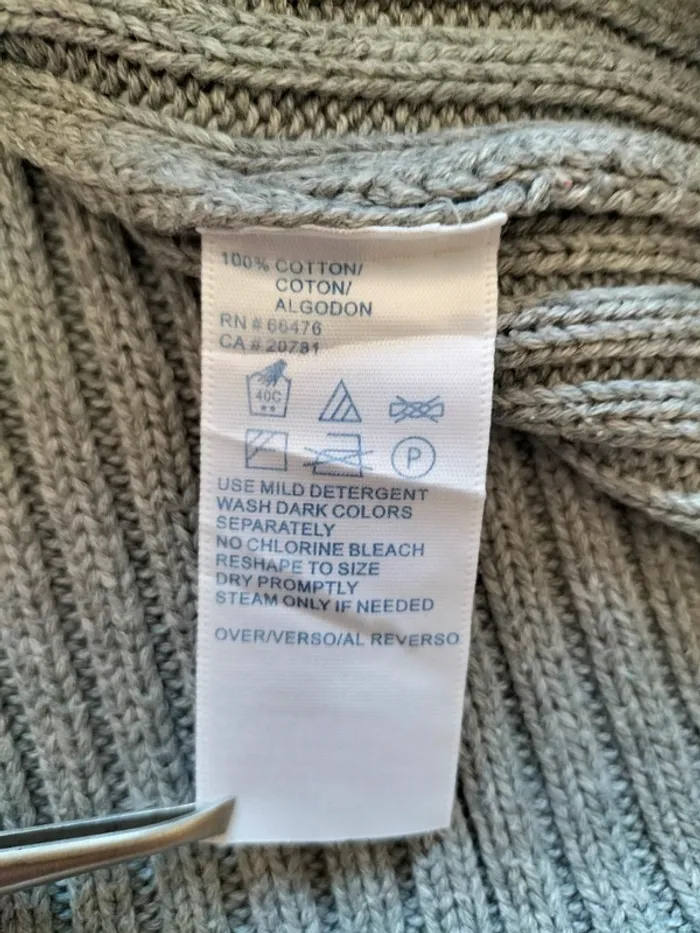 100% COTTON/
COTON/
ALGODON
RN # 66476
CA # 20781
40C
P
USE MILD DETERGENT
WASH DARK COLORS
SEPARATELY
NO CHLORINE BLEACH
RESHAPE TO SIZE
DRY PROMPTLY
STEAM ONLY IF NEEDED
OVER/VERSO/AL REVERSO